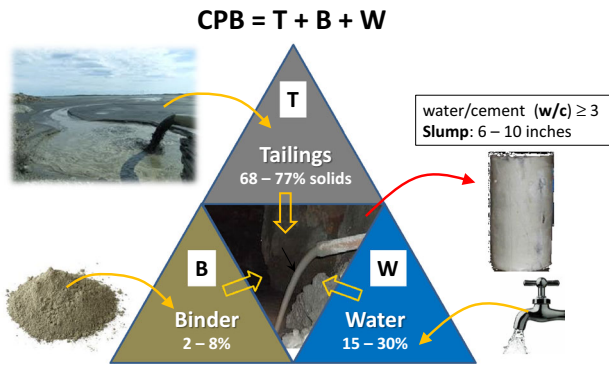 CPB = T + B + W
T
Tailings
68 – 77% solids
water/cement (w/c) ≥ 3
Slump: 6 – 10 inches
B
Binder
2 – 8%
W
Water
15 – 30%